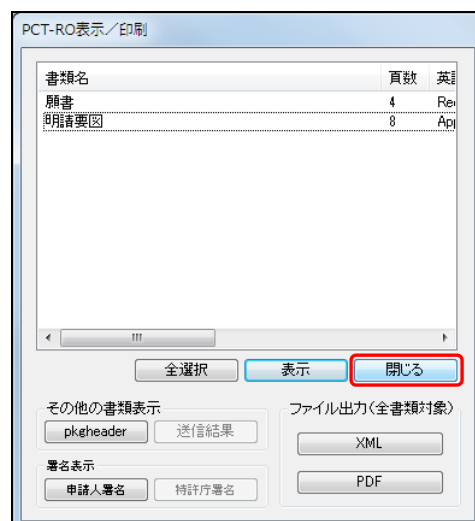 PCT-RO表示／印刷
書類名 頁数 英語
願書 4 Re
明請要図 8 Ap
全選択 表示 閉じる
その他の書類表示 ファイル出力(全書類対象)
pkgheader 送信結果 XML
署名表示
申請人署名 特許庁署名 PDF